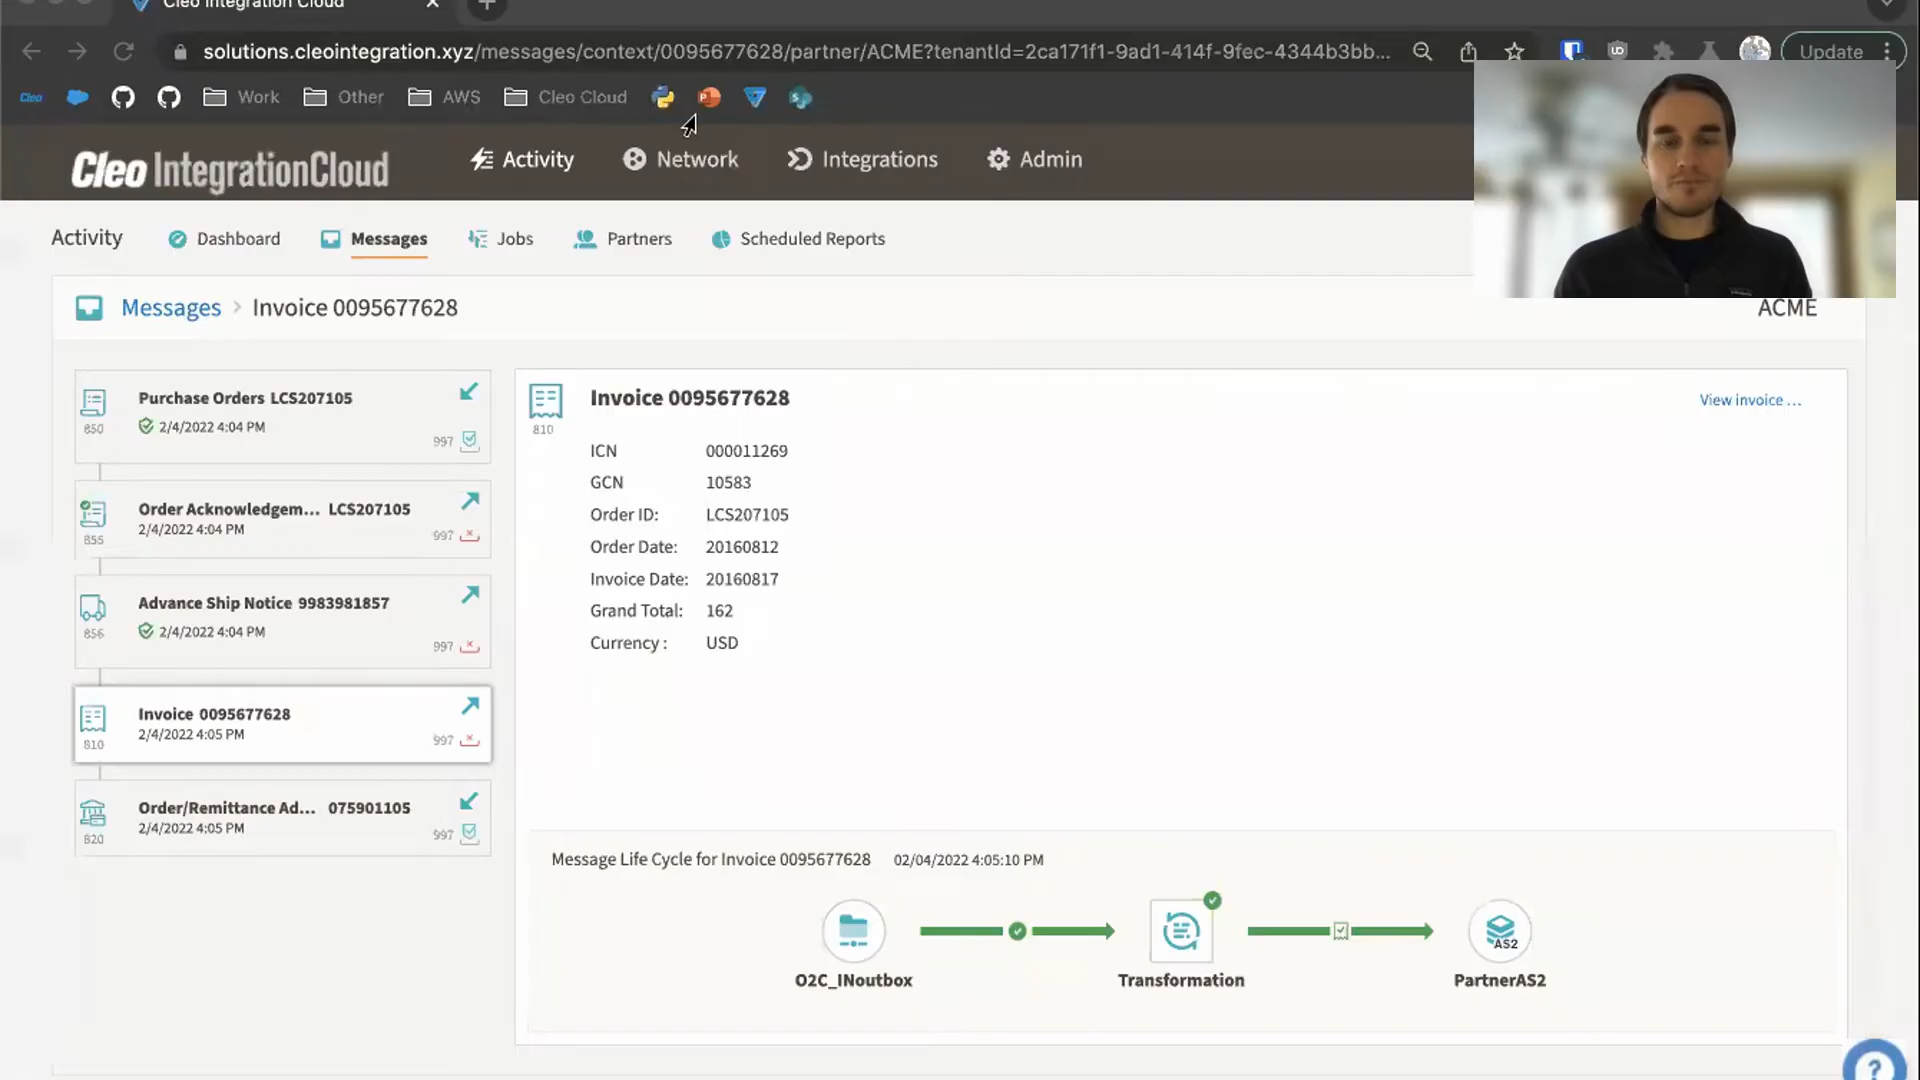 Cleo Integration Cloud
solutions.cleointegration.xyz/messages/context/0095677628/partner/ACME?tenantId=2ca171f1-9ad1-414f-9fec-4344b3bb...
Update
Cleo
Work
Other
AWS
Cleo Cloud
Cleo IntegrationCloud
Activity
Network
Integrations
Admin
Activity
Dashboard
Messages
Jobs
Partners
Scheduled Reports
Messages > Invoice 0095677628
ACME
Purchase Orders LCS207105
850
2/4/2022 4:04 PM
997
Order Acknowledgem... LCS207105
2/4/2022 4:04 PM
855
997
Advance Ship Notice 9983981857
856
2/4/2022 4:04 PM
997
Invoice 0095677628
2/4/2022 4:05 PM
810
997
Order/Remittance Ad... 075901105
2/4/2022 4:05 PM
820
997
Invoice 0095677628
810
View invoice ...
ICN 000011269
GCN 10583
Order ID: LCS207105
Order Date: 20160812
Invoice Date: 20160817
Grand Total: 162
Currency : USD
Message Life Cycle for Invoice 0095677628 02/04/2022 4:05:10 PM
AS2
O2C_INoutbox
Transformation
PartnerAS2
?